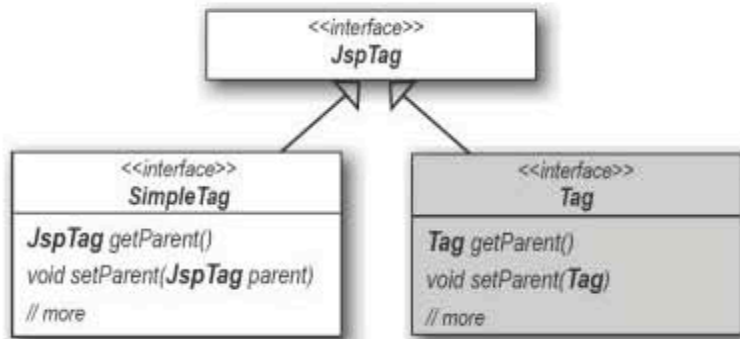 <<interface>>
JspTag
<<interface>>
SimpleTag
JspTag getParent()
void setParent(JspTag parent)
// more
<<interface>>
Tag
Tag getParent()
void setParent(Tag)
// more